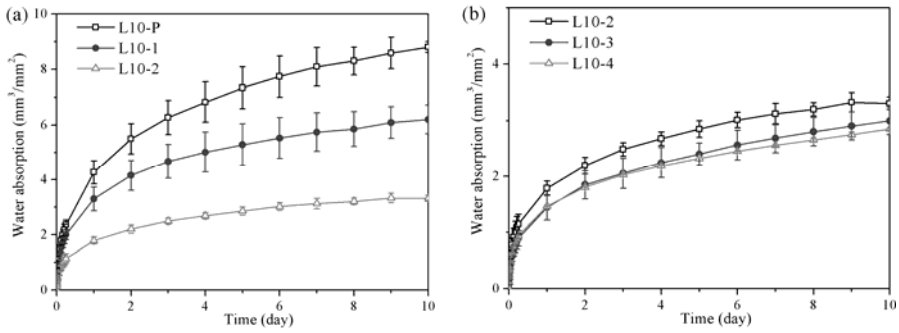 (a)
L10-P
L10-1
L10-2
Water absorption (mm³/mm²)
10
8
6
4
2
0
0 2 4 6 8 10
Time (day)
(b)
L10-2
L10-3
L10-4
Water absorption (mm³/mm²)
4
2
0
0 2 4 6 8 10
Time (day)